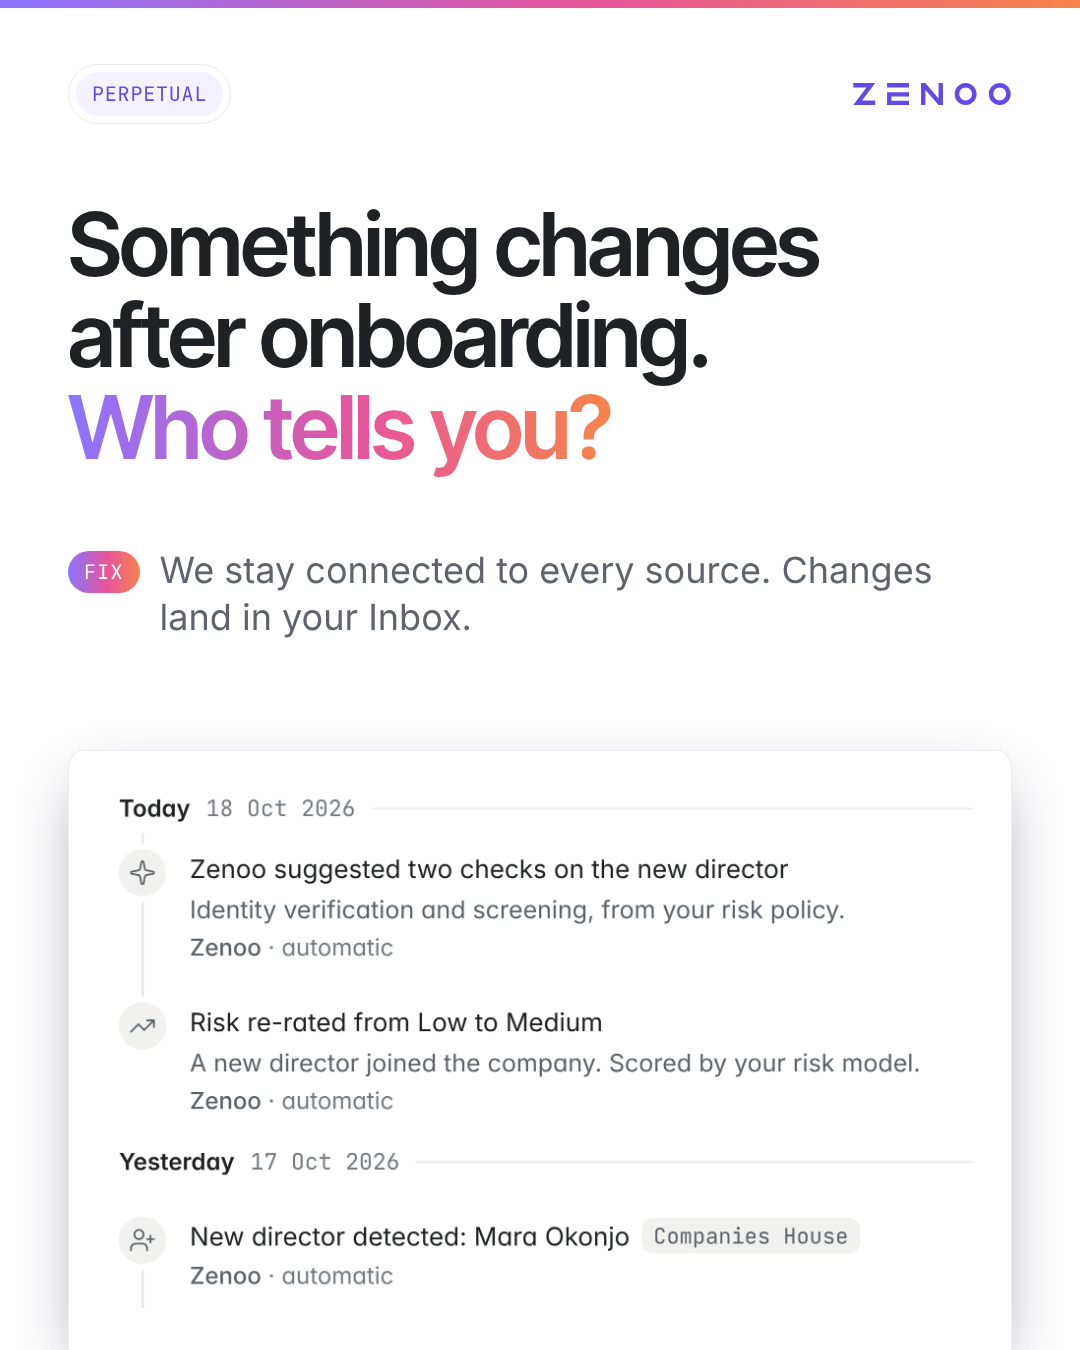 PERPETUAL
ZENOO
Something changes
after onboarding.
Who tells you?
FIX
We stay connected to every source. Changes
land in your Inbox.
Today 18 Oct 2026
Zenoo suggested two checks on the new director
Identity verification and screening, from your risk policy.
Zenoo · automatic
Risk re-rated from Low to Medium
A new director joined the company. Scored by your risk model.
Zenoo · automatic
Yesterday 17 Oct 2026
New director detected: Mara Okonjo Companies House
Zenoo · automatic